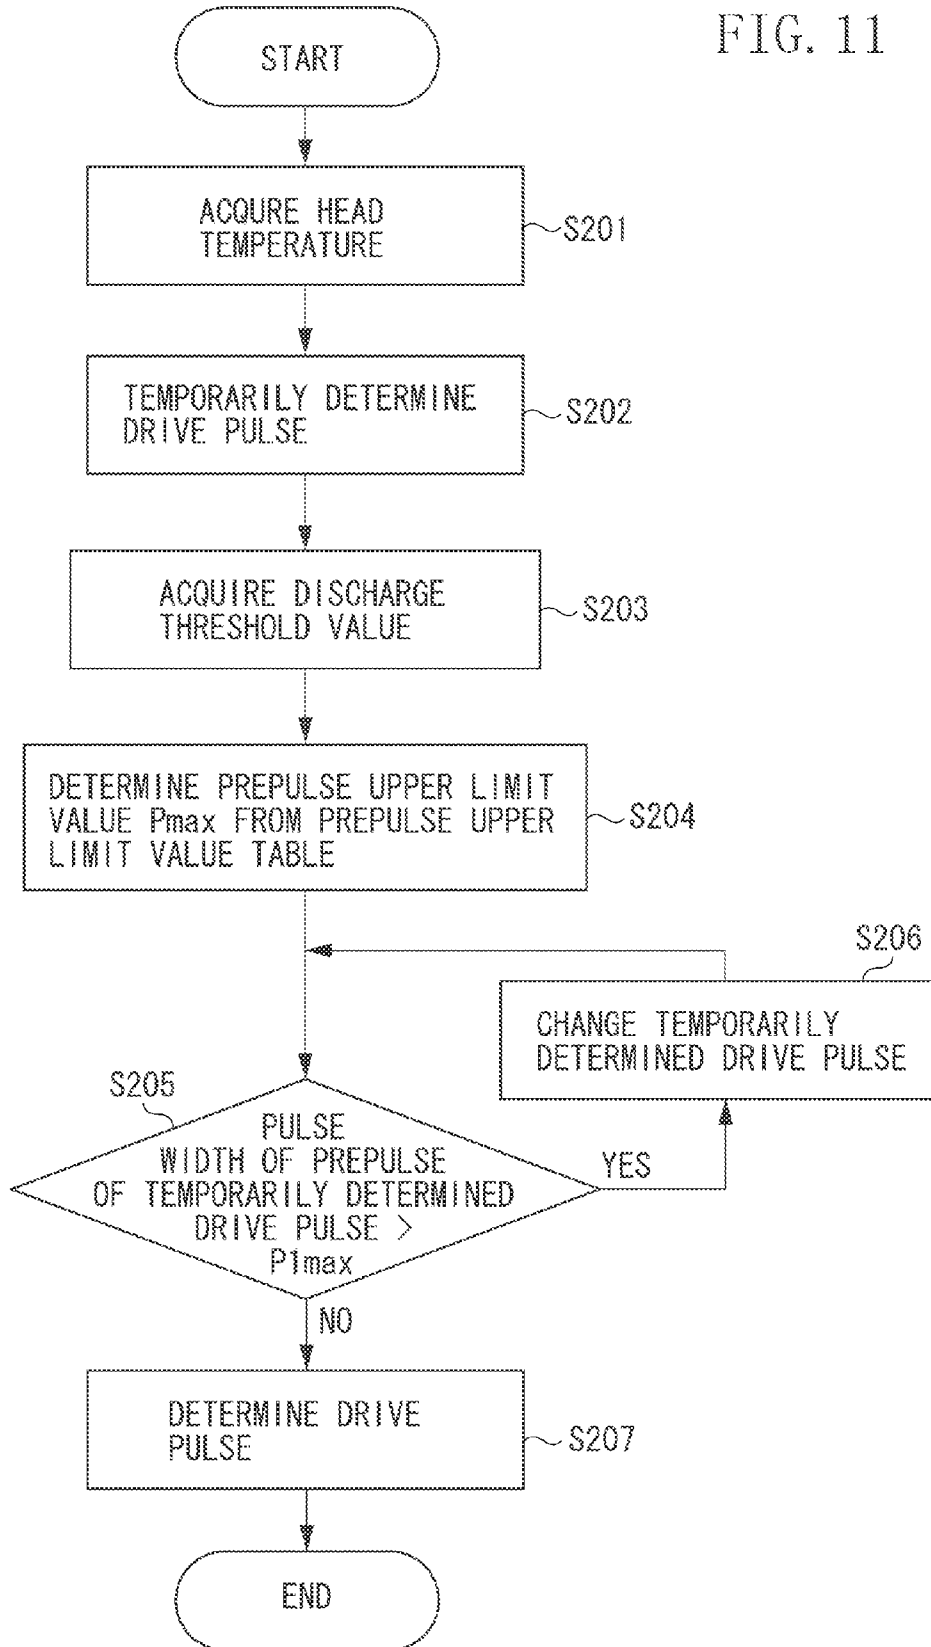 FIG. 11
START
ACQURE HEAD
TEMPERATURE
S201
TEMPORARILY DETERMINE
DRIVE PULSE
S202
ACQUIRE DISCHARGE
THRESHOLD VALUE
S203
DETERMINE PREPULSE UPPER LIMIT
VALUE Pmax FROM PREPULSE UPPER
LIMIT VALUE TABLE
S204
S206
CHANGE TEMPORARILY
DETERMINED DRIVE PULSE
S205
PULSE
WIDTH OF PREPULSE
OF TEMPORARILY DETERMINED
DRIVE PULSE >
P1max
YES
NO
DETERMINE DRIVE
PULSE
S207
END